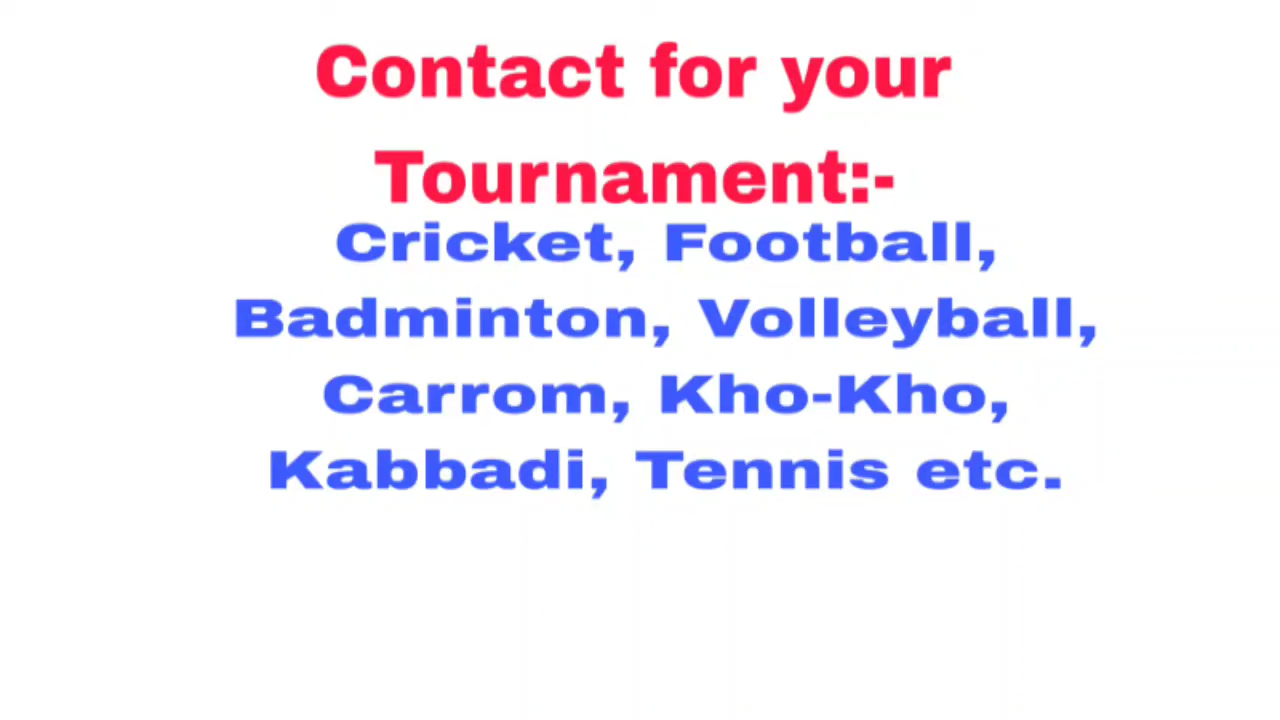 Contact for your
Tournament:-
Cricket, Football,
Badminton, Volleyball,
Carrom, Kho-Kho,
Kabbadi, Tennis etc.